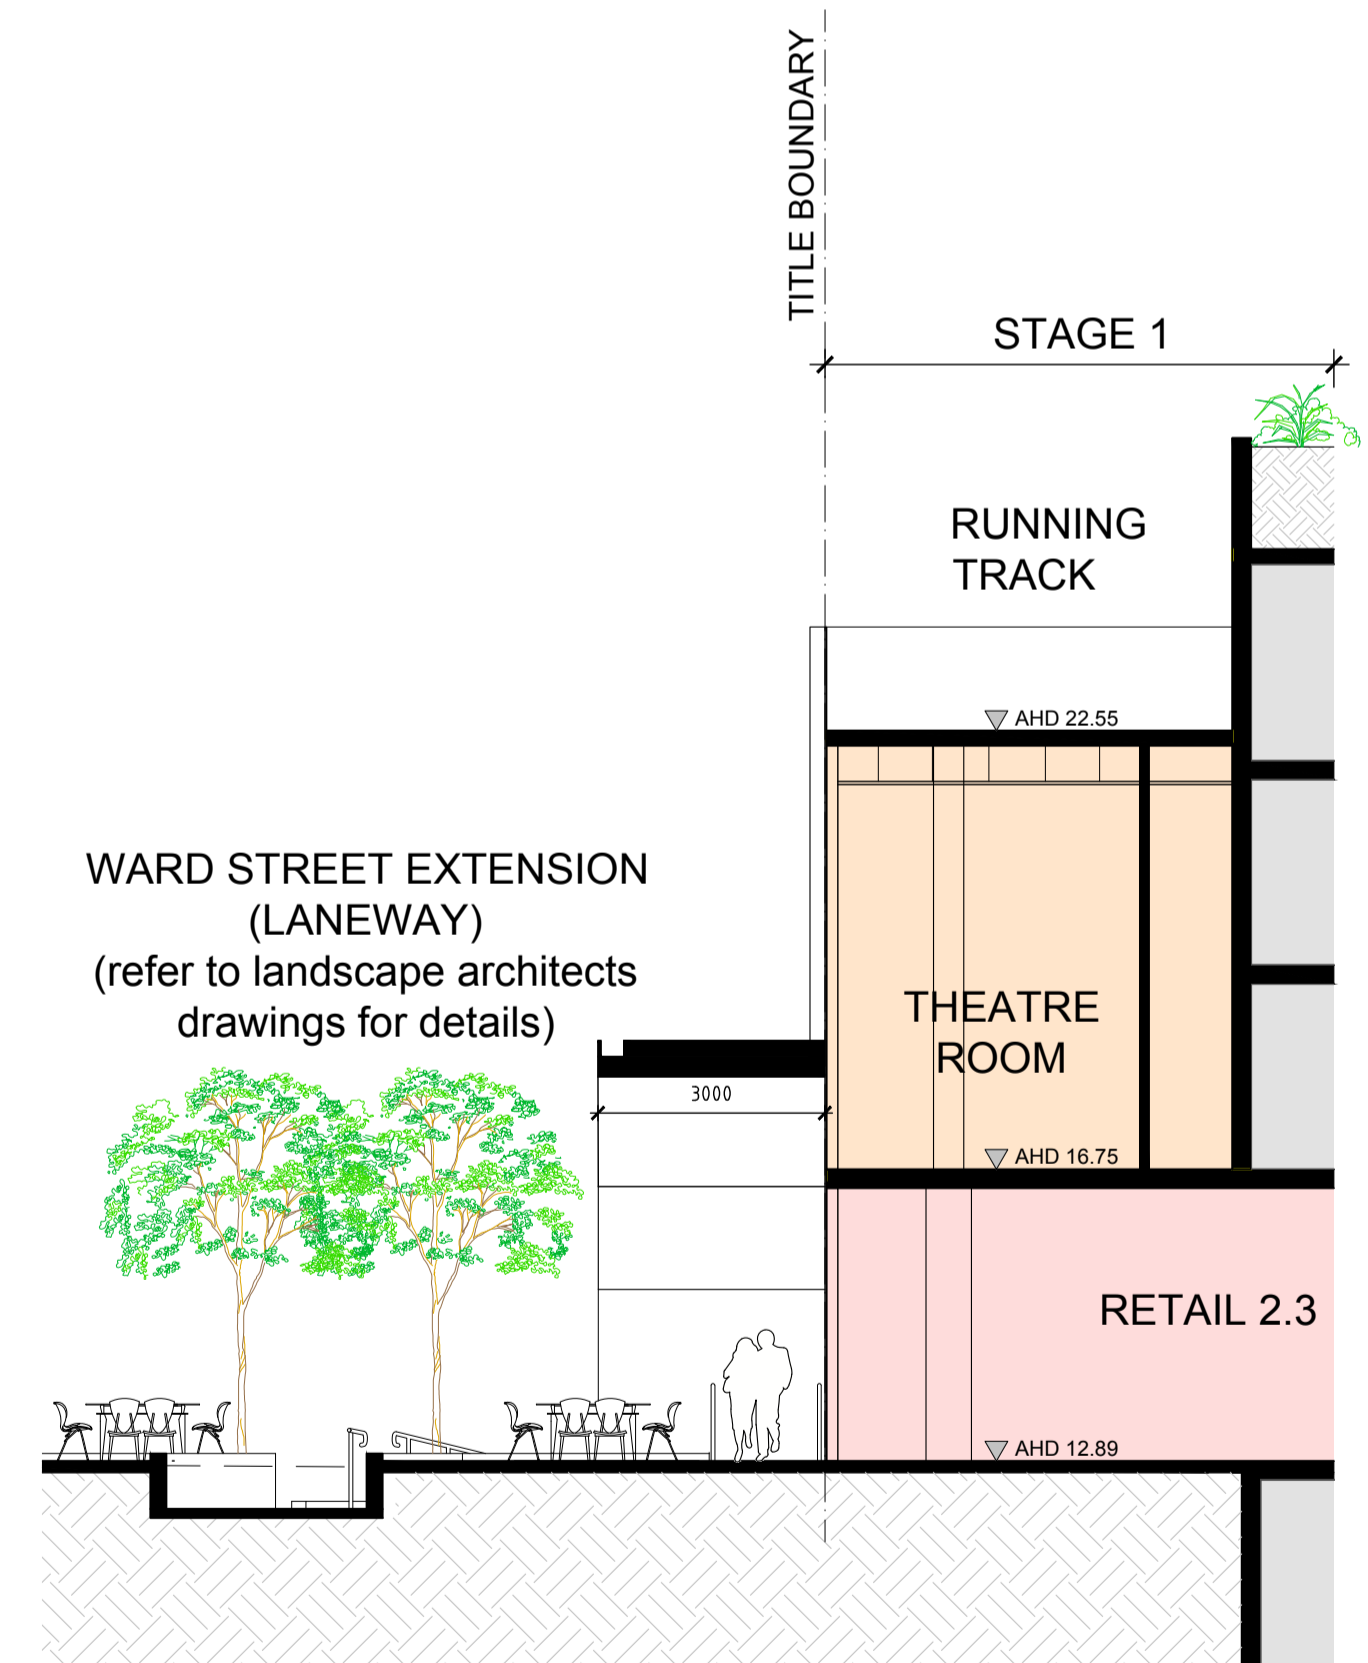 TITLE BOUNDARY
STAGE 1
RUNNING
TRACK
AHD 22.55
WARD STREET EXTENSION
(LANEWAY)
(refer to landscape architects
drawings for details)
THEATRE
ROOM
3000
AHD 16.75
RETAIL 2.3
AHD 12.89